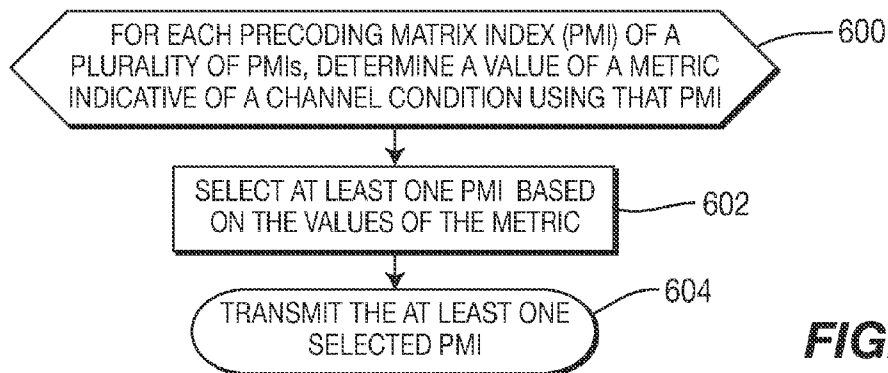 FOR EACH PRECODING MATRIX INDEX (PMI) OF A
PLURALITY OF PMIs, DETERMINE A VALUE OF A METRIC
INDICATIVE OF A CHANNEL CONDITION USING THAT PMI
600
SELECT AT LEAST ONE PMI BASED
ON THE VALUES OF THE METRIC
602
TRANSMIT THE AT LEAST ONE
SELECTED PMI
604
FIG.